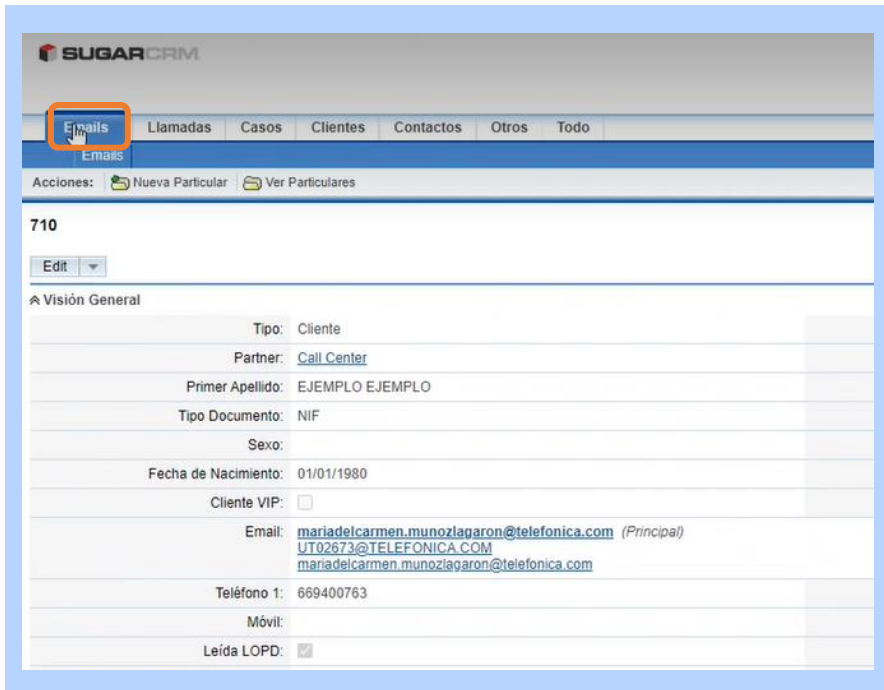 SUGARCRM
Emails Llamadas Casos Clientes Contactos Otros Todo
Emails
Acciones: Nueva Particular Ver Particulares
710
Edit
Visión General
Tipo: Cliente
Partner: Call Center
Primer Apellido: EJEMPLO EJEMPLO
Tipo Documento: NIF
Sexo:
Fecha de Nacimiento: 01/01/1980
Cliente VIP:
Email: mariadelcarmen.munozlagaron@telefonica.com (Principal)
UT02673@TELEFONICA.COM
mariadelcarmen.munozlagaron@telefonica.com
Teléfono 1: 669400763
Móvil:
Leída LOPD: